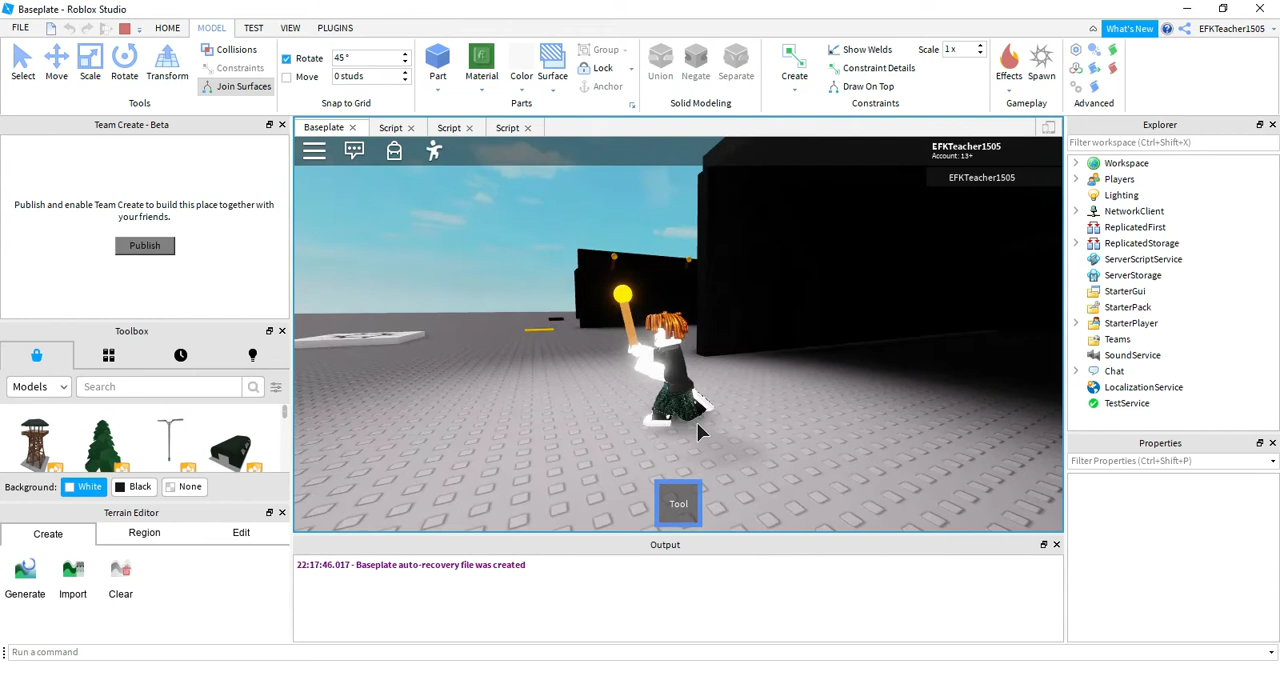 Baseplate - Roblox Studio
FILE HOME MODEL TEST VIEW PLUGINS What's New EFKTeacher1505
Select Move Scale Rotate Transform
Collisions
Constraints
Join Surfaces
Tools
Rotate 45 °
Move 0 studs
Snap to Grid
Part Material Color Surface
Group
Lock
Anchor
Parts
Union Negate Separate
Solid Modeling
Create
Show Welds Scale 1 x
Constraint Details
Draw On Top
Constraints
Effects Spawn
Gameplay
Advanced
Team Create - Beta
Publish and enable Team Create to build this place together with
your friends.
Publish
Toolbox
Models Search
Background: White Black None
Terrain Editor
Create Region Edit
Generate Import Clear
Baseplate Script Script Script
EFKTeacher1505
Account: 13+
EFKTeacher1505
Tool
Output
22:17:46.017 - Baseplate auto-recovery file was created
Explorer
Filter workspace (Ctrl+Shift+X)
Workspace
Players
Lighting
NetworkClient
ReplicatedFirst
ReplicatedStorage
ServerScriptService
ServerStorage
StarterGui
StarterPack
StarterPlayer
Teams
SoundService
Chat
LocalizationService
TestService
Properties
Filter Properties (Ctrl+Shift+P)
Run a command